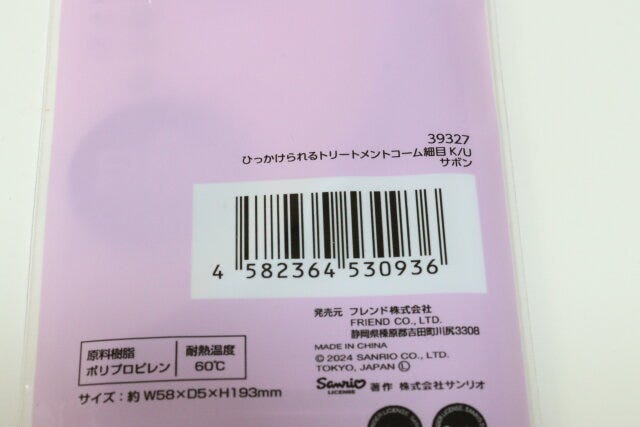 39327
ひっかけられるトリートメントコーム細目 K/U
サボン
4 582364 530936
発売元 フレンド株式会社
FRIEND CO., LTD.
静岡県榛原郡吉田町川尻3308
MADE IN CHINA
© 2024 SANRIO CO., LTD.
TOKYO, JAPAN Ⓛ
Sanrio 著作 株式会社サンリオ
LICENSE
原料樹脂 耐熱温度
ポリプロピレン 60℃
サイズ：約 W58×D5×H193mm